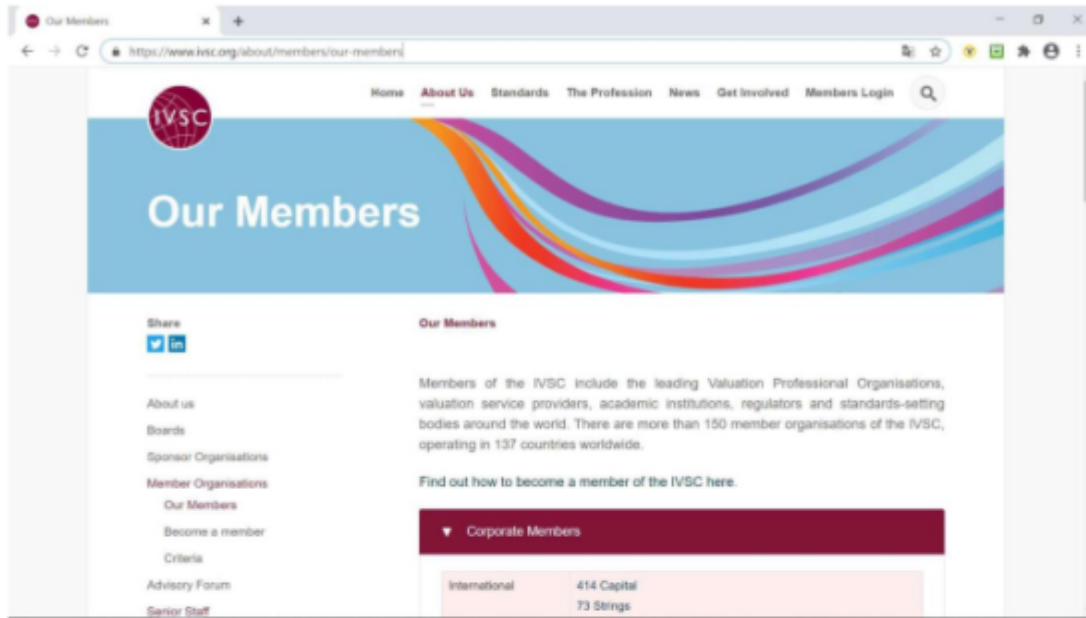 Our Members
https://www.ivsc.org/about/members/our-members
IVSC
Home About Us Standards The Profession News Get Involved Members Login
Our Members
Share
About us
Boards
Sponsor Organisations
Member Organisations
Our Members
Become a member
Criteria
Advisory Forum
Senior Staff
Our Members
Members of the IVSC include the leading Valuation Professional Organisations,
valuation service providers, academic institutions, regulators and standards-setting
bodies around the world. There are more than 150 member organisations of the IVSC,
operating in 137 countries worldwide.
Find out how to become a member of the IVSC here.
Corporate Members
International 414 Capital
73 Strings